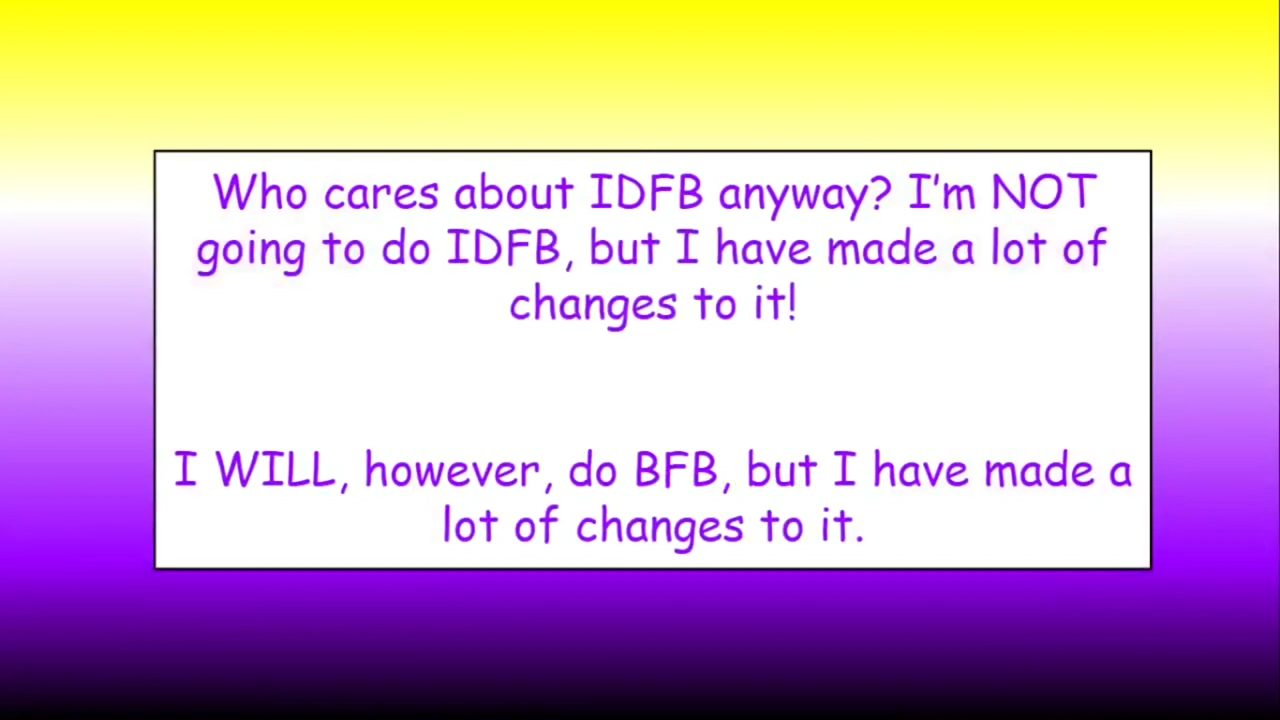 Who cares about IDFB anyway? I’m NOT
going to do IDFB, but I have made a lot of
changes to it!
I WILL, however, do BFB, but I have made a
lot of changes to it.